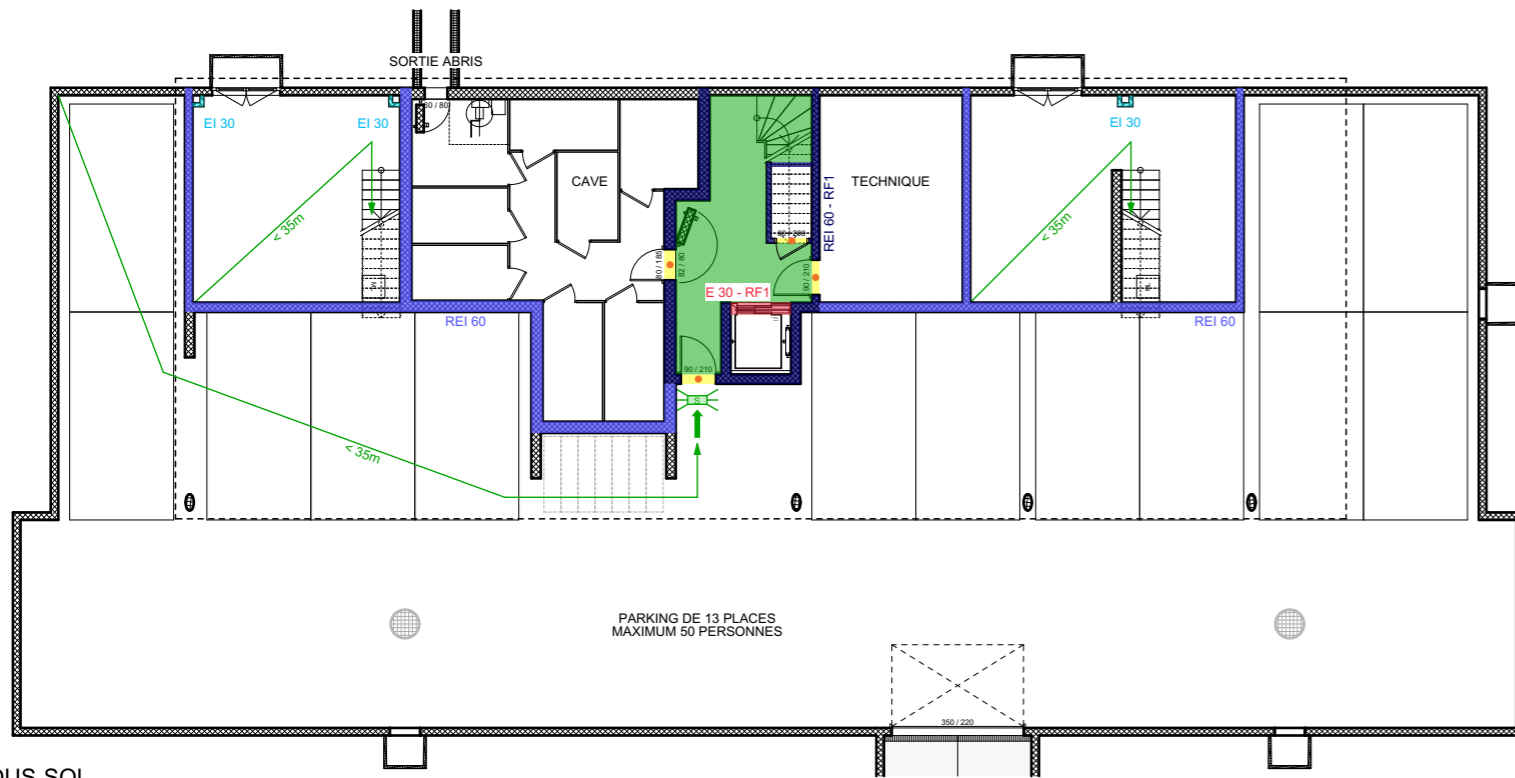 SORTIE ABRIS
60 / 80
EI 30
EI 30
EI 30
CAVE
TECHNIQUE
REI 60 - RF1
< 35m
< 35m
80 / 185
82 / 80
90 / 210
E 30 - RF1
REI 60
REI 60
90 / 210
S
< 35m
PARKING DE 13 PLACES
MAXIMUM 50 PERSONNES
350 / 220